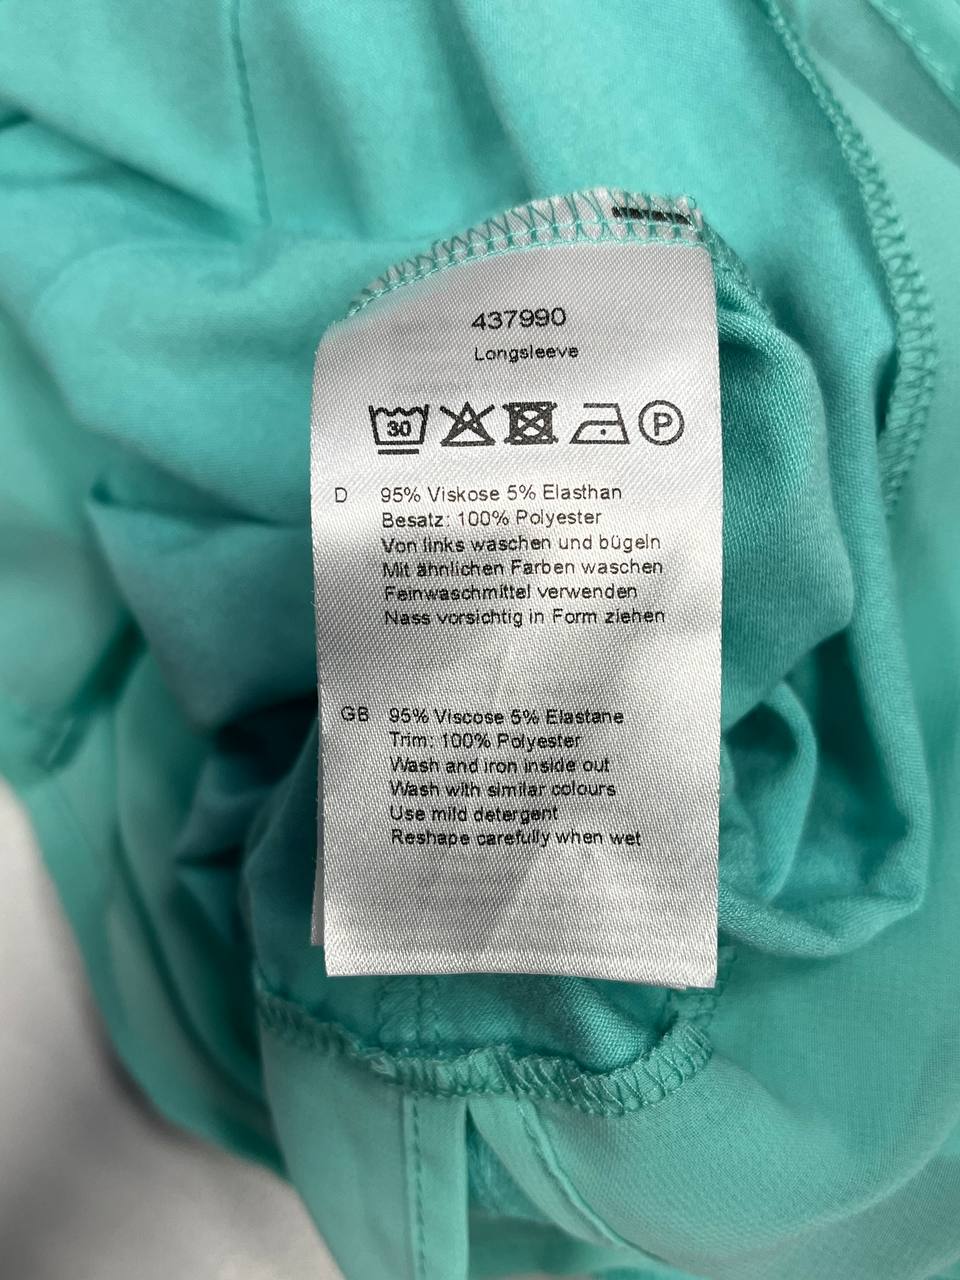 437990
Longsleeve
30 P
D 95% Viskose 5% Elasthan
Besatz: 100% Polyester
Von links waschen und bügeln
Mit ähnlichen Farben waschen
Feinwaschmittel verwenden
Nass vorsichtig in Form ziehen
GB 95% Viscose 5% Elastane
Trim: 100% Polyester
Wash and iron inside out
Wash with similar colours
Use mild detergent
Reshape carefully when wet